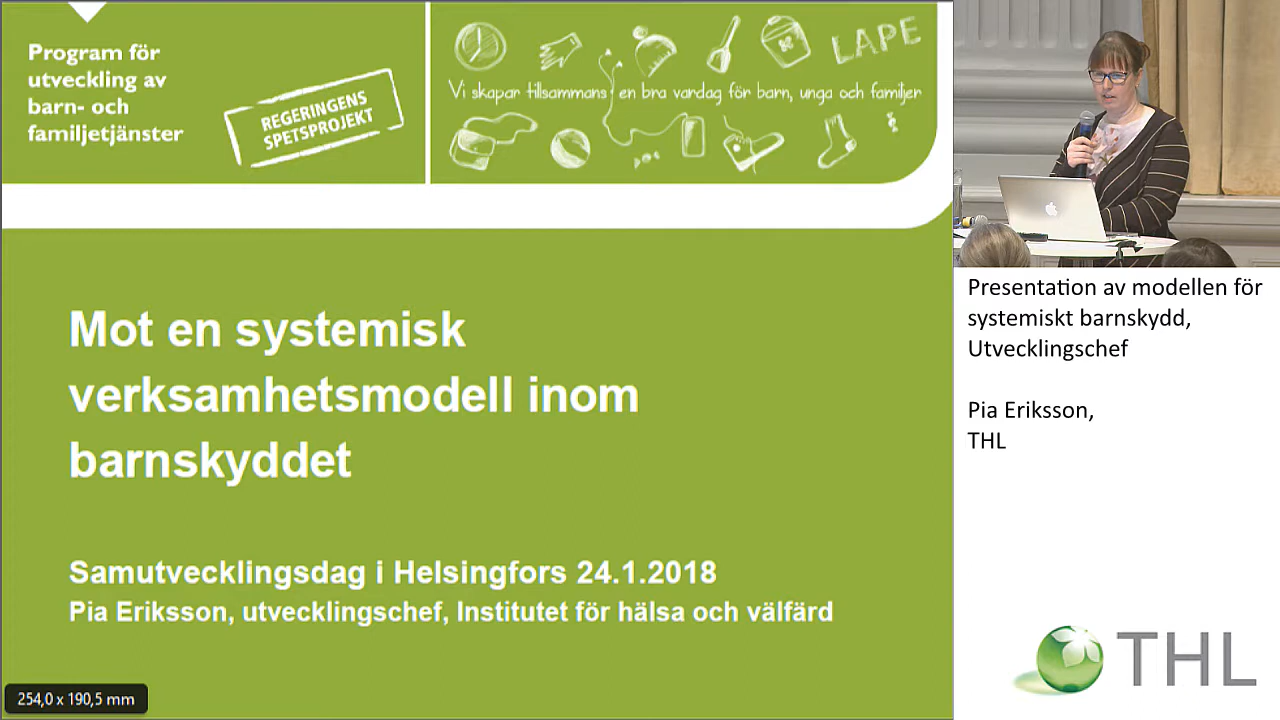 Program för
utveckling av
barn- och
familjetjänster
REGERINGENS
SPETSPROJEKT
LAPE
Vi skapar tillsammans en bra vardag för barn, unga och familjer
Mot en systemisk
verksamhetsmodell inom
barnskyddet
Samutvecklingsdag i Helsingfors 24.1.2018
Pia Eriksson, utvecklingschef, Institutet för hälsa och välfärd
254,0 x 190,5 mm
Presentation av modellen för
systemiskt barnskydd,
Utvecklingschef
Pia Eriksson,
THL
THL